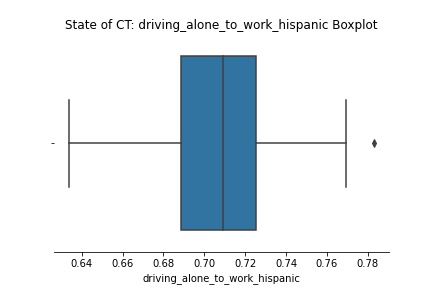 State of CT: driving_alone_to_work_hispanic Boxplot
0.64 0.66 0.68 0.70 0.72 0.74 0.76 0.78
driving_alone_to_work_hispanic